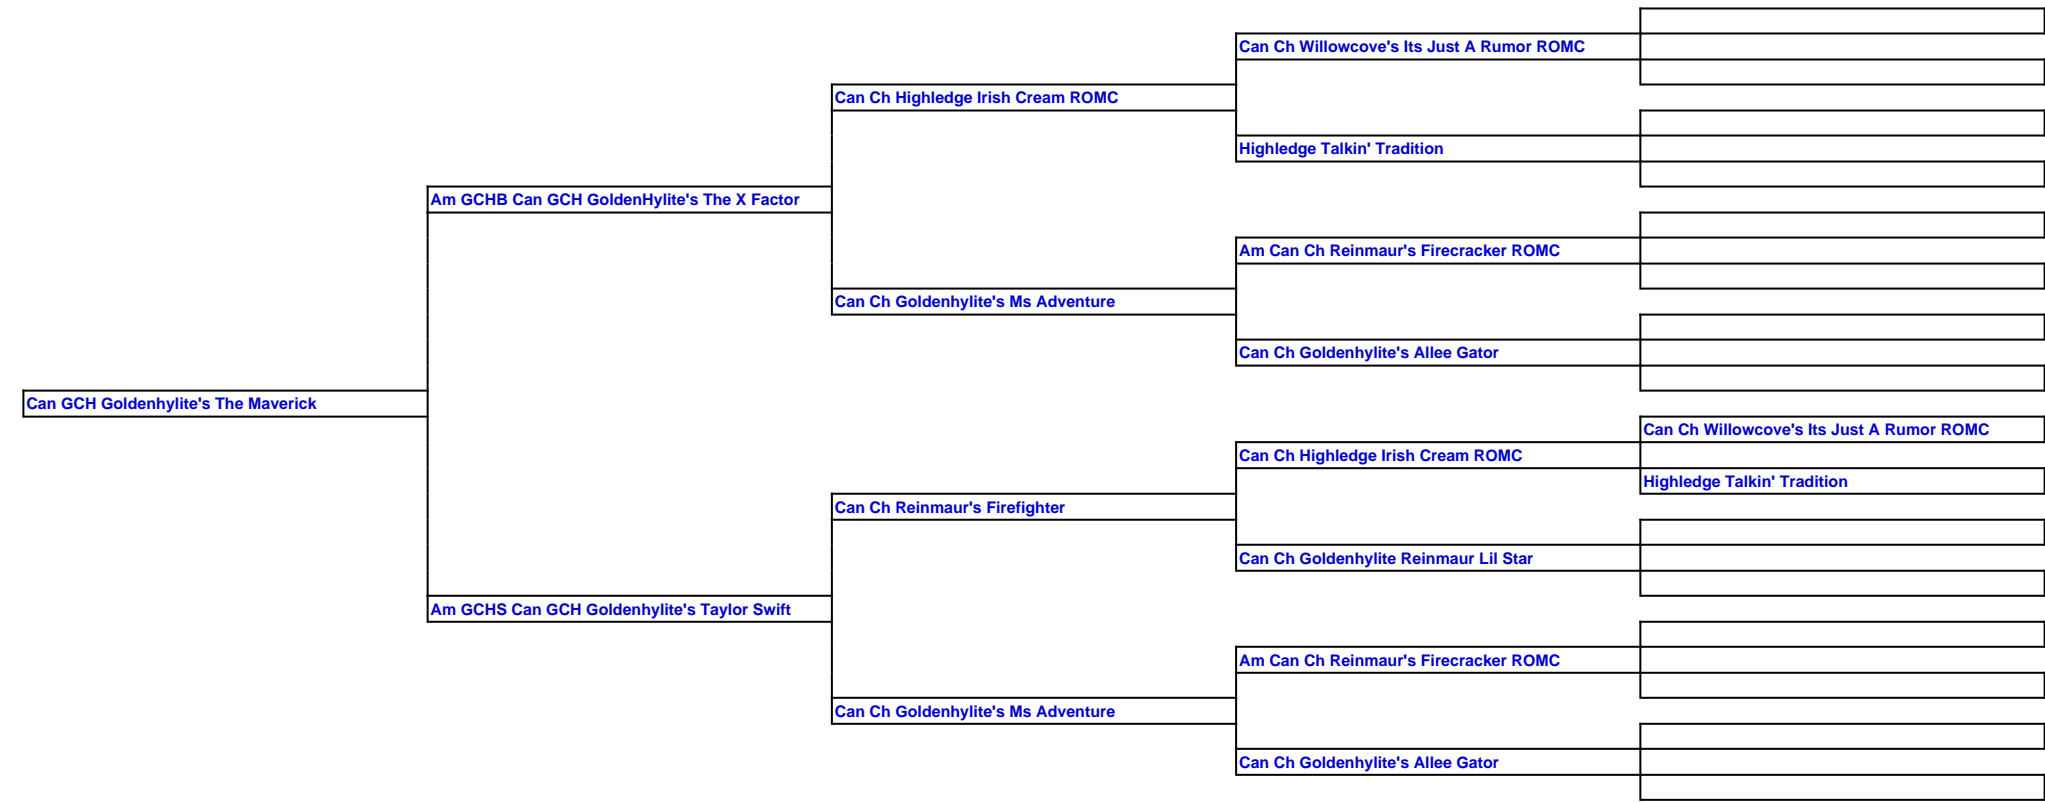 Can Ch Willowcove's Its Just A Rumor ROMC
Can Ch Highledge Irish Cream ROMC
Highledge Talkin' Tradition
Am GCHB Can GCH GoldenHylite's The X Factor
Am Can Ch Reinmaur's Firecracker ROMC
Can Ch Goldenhylite's Ms Adventure
Can Ch Goldenhylite's Allee Gator
Can GCH Goldenhylite's The Maverick
Can Ch Willowcove's Its Just A Rumor ROMC
Can Ch Highledge Irish Cream ROMC
Highledge Talkin' Tradition
Can Ch Reinmaur's Firefighter
Can Ch Goldenhylite Reinmaur Lil Star
Am GCHS Can GCH Goldenhylite's Taylor Swift
Am Can Ch Reinmaur's Firecracker ROMC
Can Ch Goldenhylite's Ms Adventure
Can Ch Goldenhylite's Allee Gator